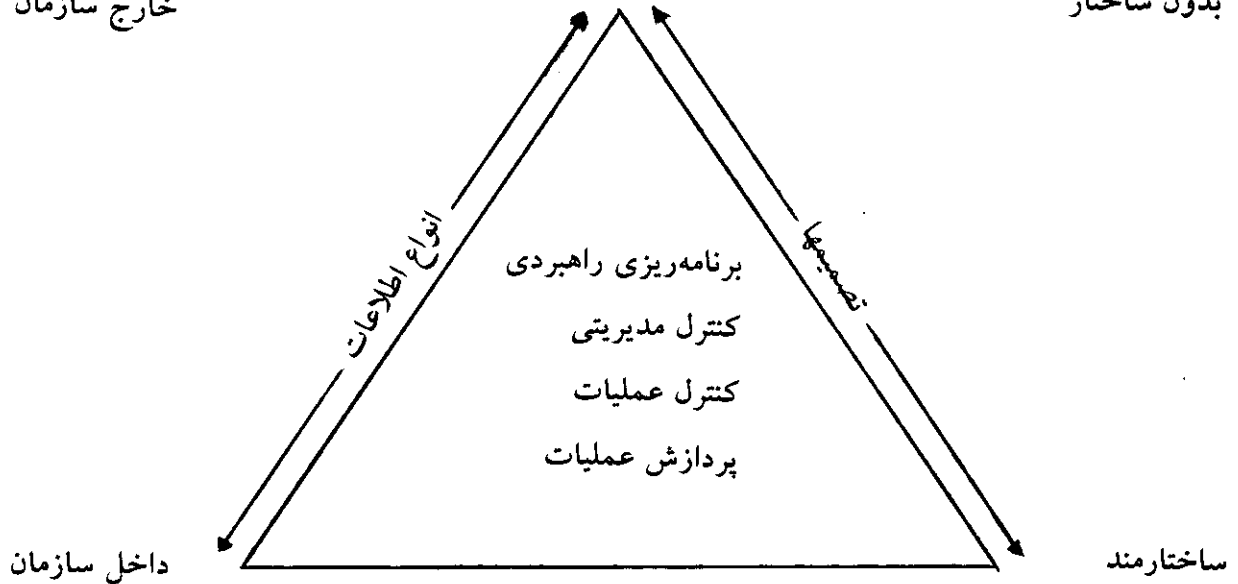 بدون ساختار
خارج سازمان
تصمیمها
انواع اطلاعات
برنامه‌ریزی راهبردی
کنترل مدیریتی
کنترل عملیات
پردازش عملیات
ساختارمند
داخل سازمان